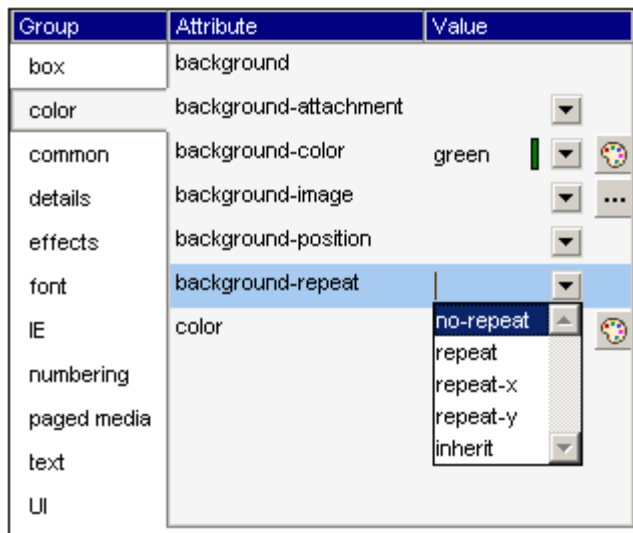 Group Attribute Value
box background
color background-attachment
common background-color green
details background-image ...
effects background-position
font background-repeat
IE color no-repeat
repeat
numbering repeat-x
paged media repeat-y
text inherit
UI